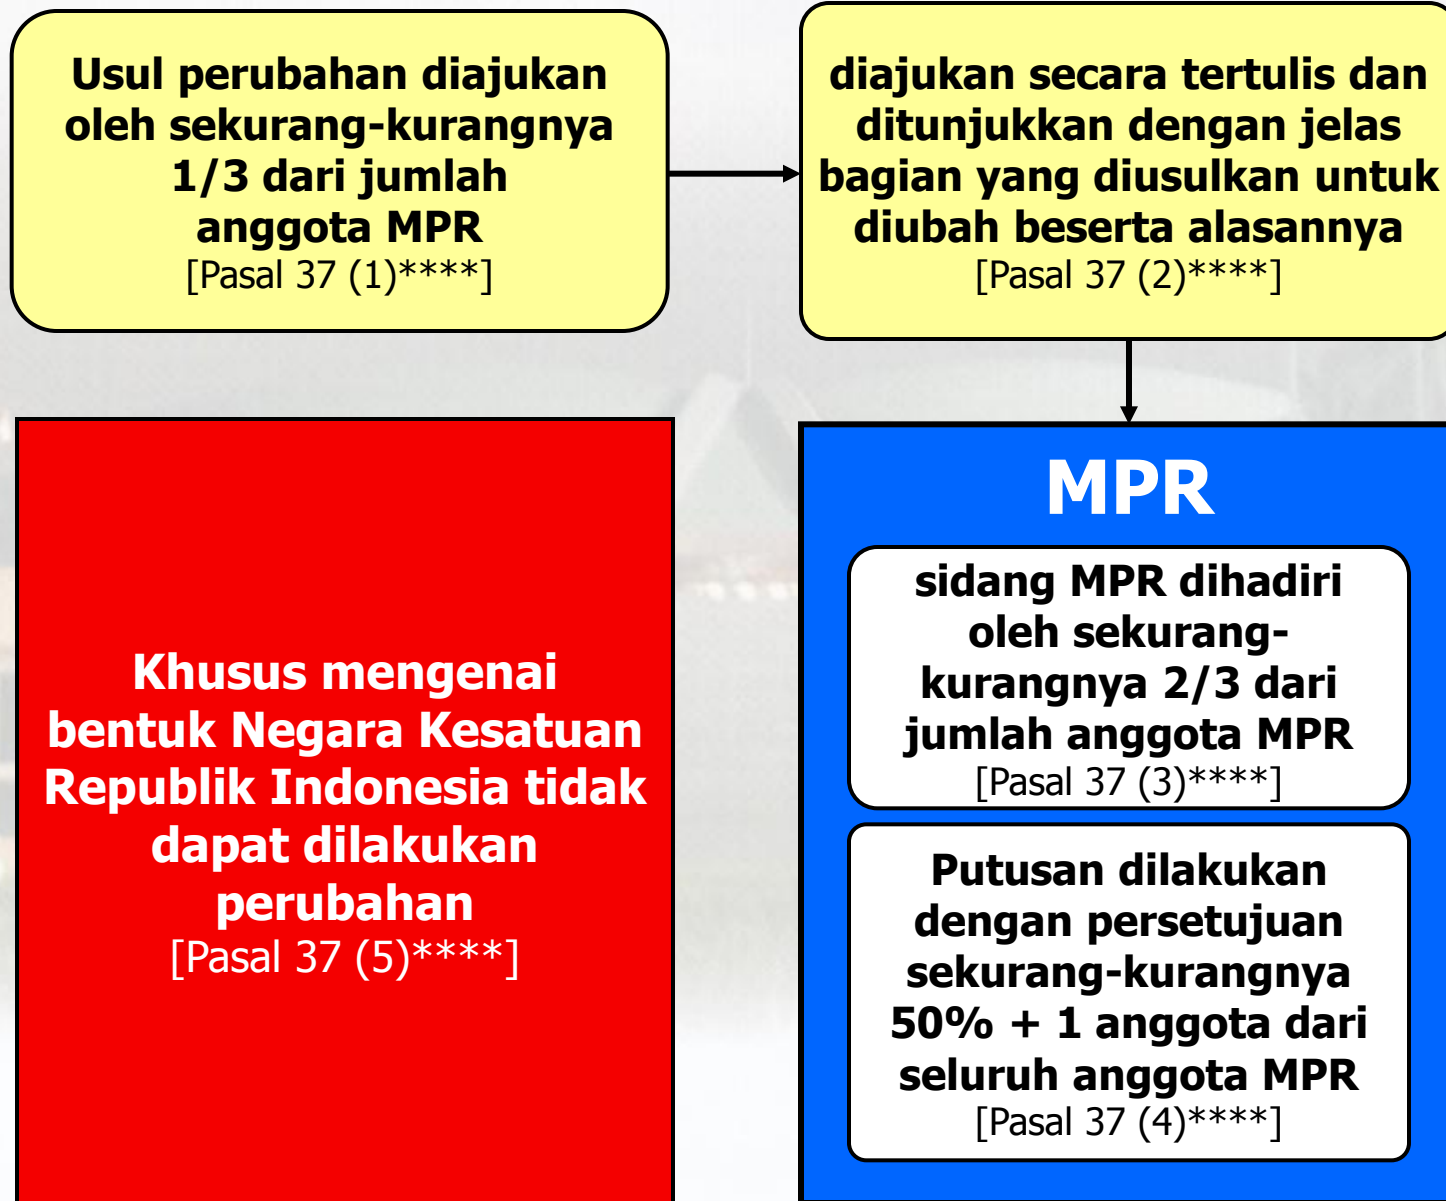 Usul perubahan diajukan
oleh sekurang-kurangnya
1/3 dari jumlah
anggota MPR
[Pasal 37 (1)****]
diajukan secara tertulis dan
ditunjukkan dengan jelas
bagian yang diusulkan untuk
diubah beserta alasannya
[Pasal 37 (2)****]
Khusus mengenai
bentuk Negara Kesatuan
Republik Indonesia tidak
dapat dilakukan
perubahan
[Pasal 37 (5)****]
MPR
sidang MPR dihadiri
oleh sekurang-
kurangnya 2/3 dari
jumlah anggota MPR
[Pasal 37 (3)****]
Putusan dilakukan
dengan persetujuan
sekurang-kurangnya
50% + 1 anggota dari
seluruh anggota MPR
[Pasal 37 (4)****]